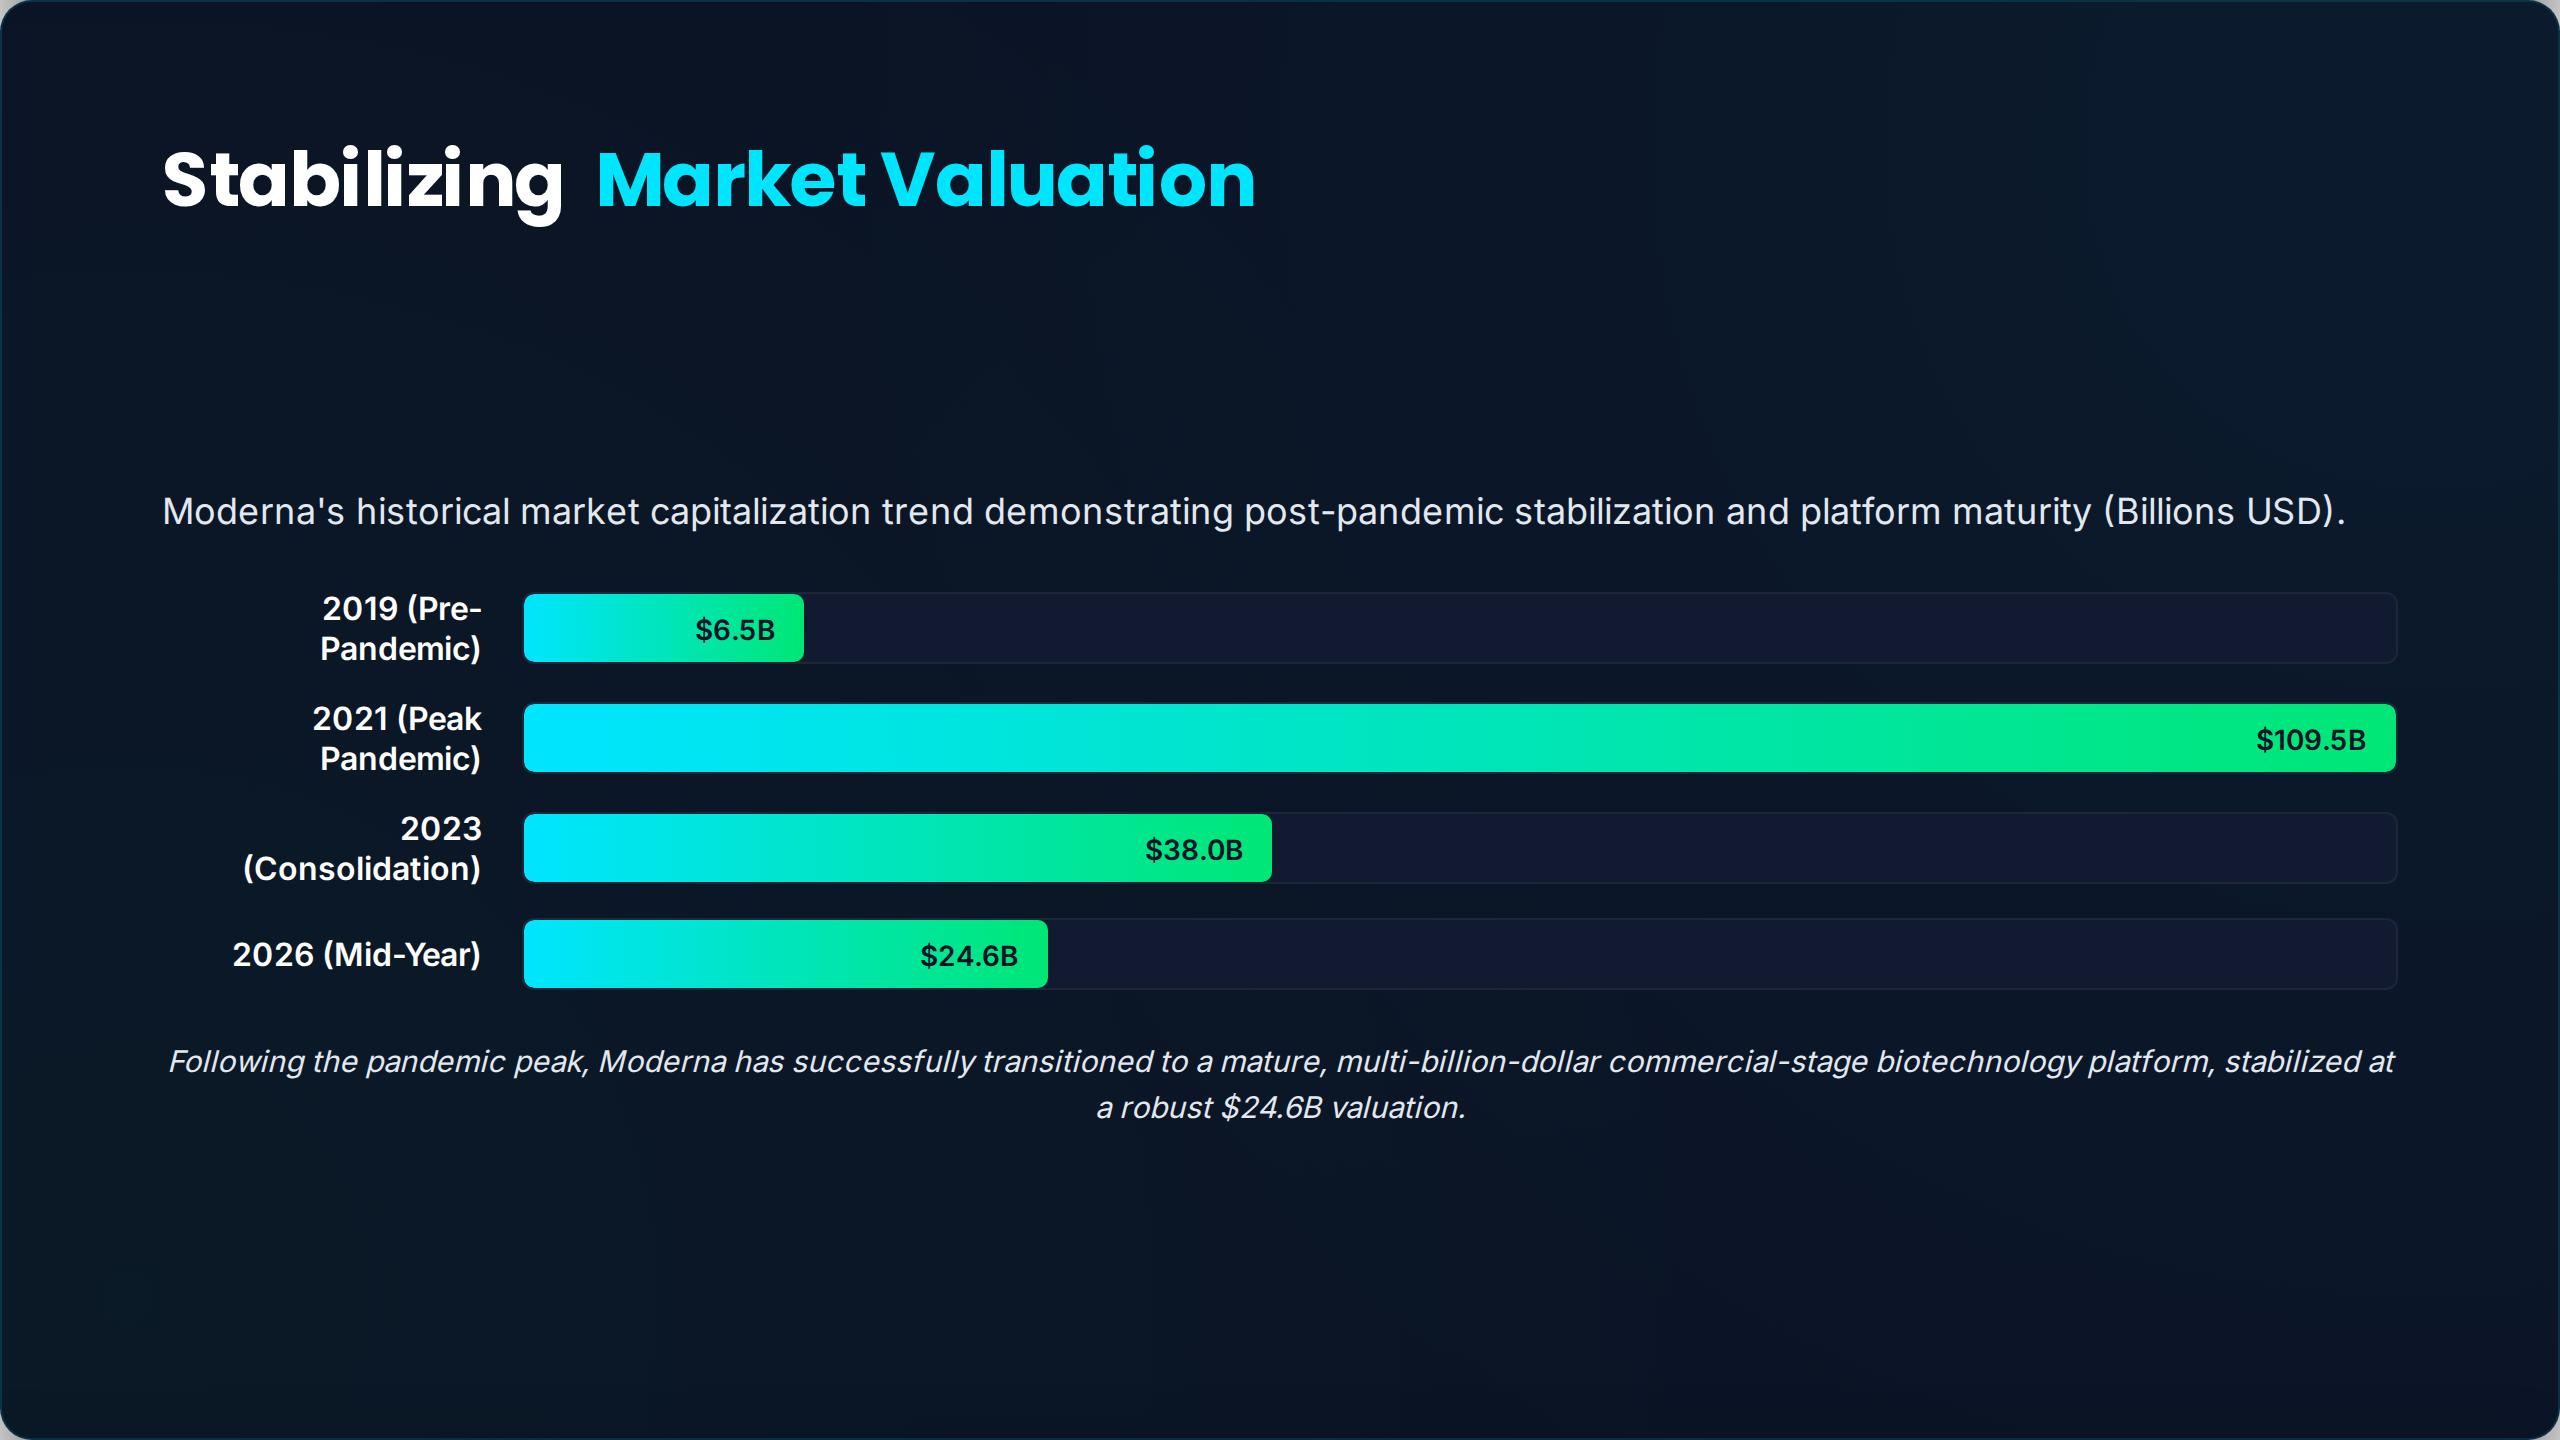 Stabilizing Market Valuation
Moderna's historical market capitalization trend demonstrating post-pandemic stabilization and platform maturity (Billions USD).
2019 (Pre-
Pandemic)
$6.5B
2021 (Peak
Pandemic)
$109.5B
2023
(Consolidation)
$38.0B
2026 (Mid-Year)
$24.6B
Following the pandemic peak, Moderna has successfully transitioned to a mature, multi-billion-dollar commercial-stage biotechnology platform, stabilized at
a robust $24.6B valuation.